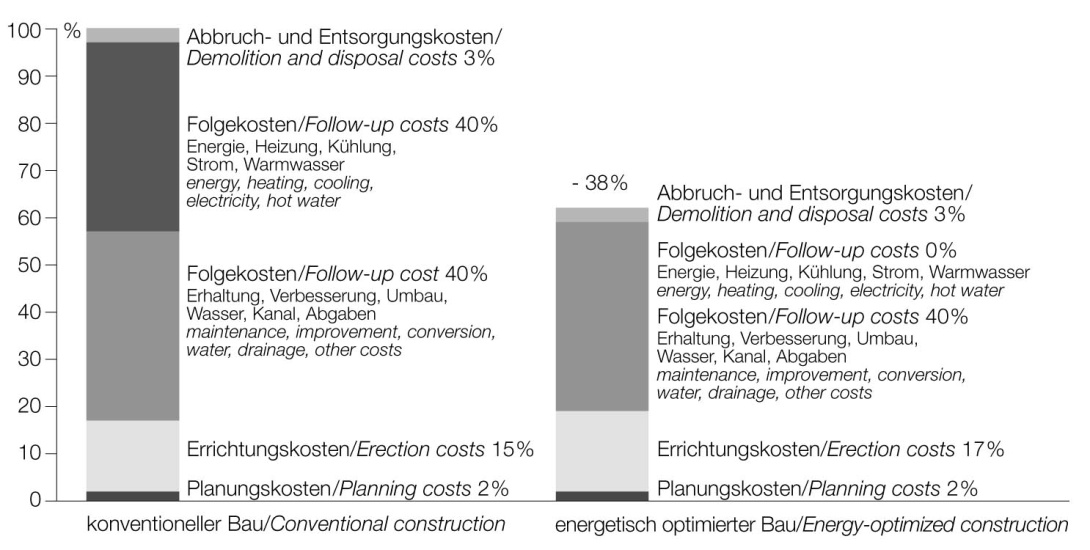 100 %
90
80
70
60
50
40
30
20
10
0
Abbruch- und Entsorgungskosten/
Demolition and disposal costs 3%
Folgekosten/Follow-up costs 40%
Energie, Heizung, Kühlung,
Strom, Warmwasser
energy, heating, cooling,
electricity, hot water
Folgekosten/Follow-up cost 40%
Erhaltung, Verbesserung, Umbau,
Wasser, Kanal, Abgaben
maintenance, improvement, conversion,
water, drainage, other costs
Errichtungskosten/Erection costs 15%
Planungskosten/Planning costs 2%
konventioneller Bau/Conventional construction
- 38%
Abbruch- und Entsorgungskosten/
Demolition and disposal costs 3%
Folgekosten/Follow-up costs 0%
Energie, Heizung, Kühlung, Strom, Warmwasser
energy, heating, cooling, electricity, hot water
Folgekosten/Follow-up costs 40%
Erhaltung, Verbesserung, Umbau,
Wasser, Kanal, Abgaben
maintenance, improvement, conversion,
water, drainage, other costs
Errichtungskosten/Erection costs 17%
Planungskosten/Planning costs 2%
energetisch optimierter Bau/Energy-optimized construction